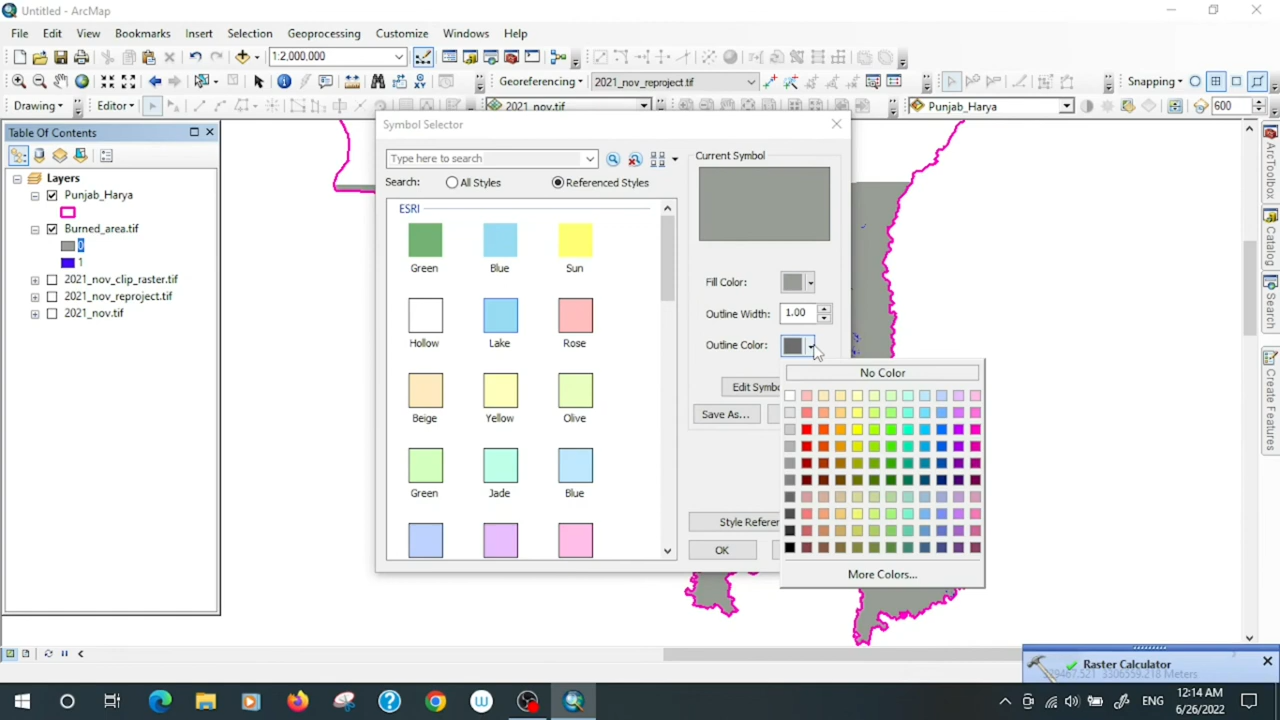 Untitled - ArcMap
File Edit View Bookmarks Insert Selection Geoprocessing Customize Windows Help
1:2,000,000
Georeferencing 2021_nov_reproject.tif Snapping
Drawing Editor 2021_nov.tif Punjab_Harya 600
Table Of Contents
Layers
Punjab_Harya
Burned_area.tif
0
1
2021_nov_clip_raster.tif
2021_nov_reproject.tif
2021_nov.tif
Symbol Selector
Type here to search
Search: All Styles Referenced Styles
ESRI
Green Blue Sun
Hollow Lake Rose
Beige Yellow Olive
Green Jade Blue
Current Symbol
Fill Color:
Outline Width: 1.00
Outline Color:
Edit Symbo
Save As...
Style Referen
OK
No Color
More Colors...
ArcToolbox
Catalog
Search
Create Features
Raster Calculator
3306559.218 Meters
ENG
12:14 AM
6/26/2022